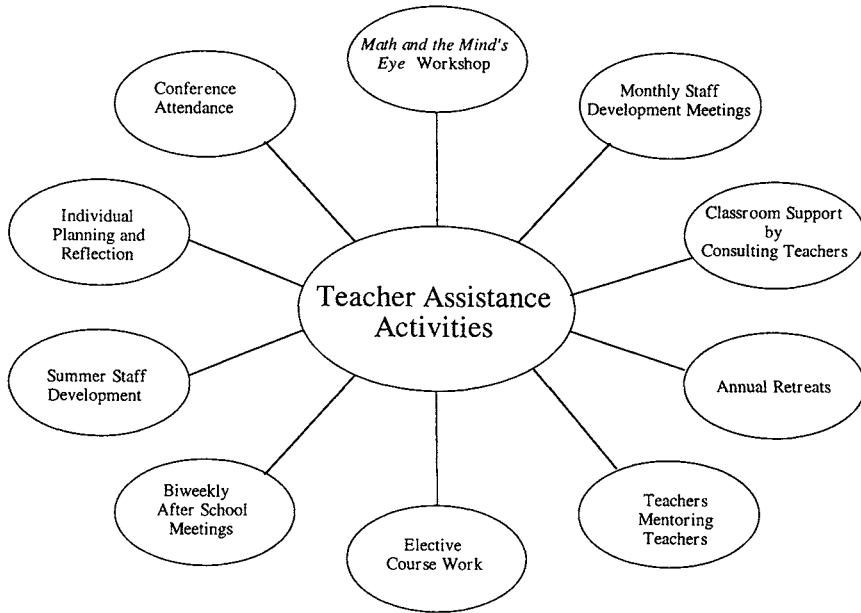 Math and the Mind's
Eye Workshop
Conference
Attendance
Monthly Staff
Development Meetings
Individual
Planning and
Reflection
Classroom Support
by
Consulting Teachers
Teacher Assistance
Activities
Summer Staff
Development
Annual Retreats
Biweekly
After School
Meetings
Elective
Course Work
Teachers
Mentoring
Teachers